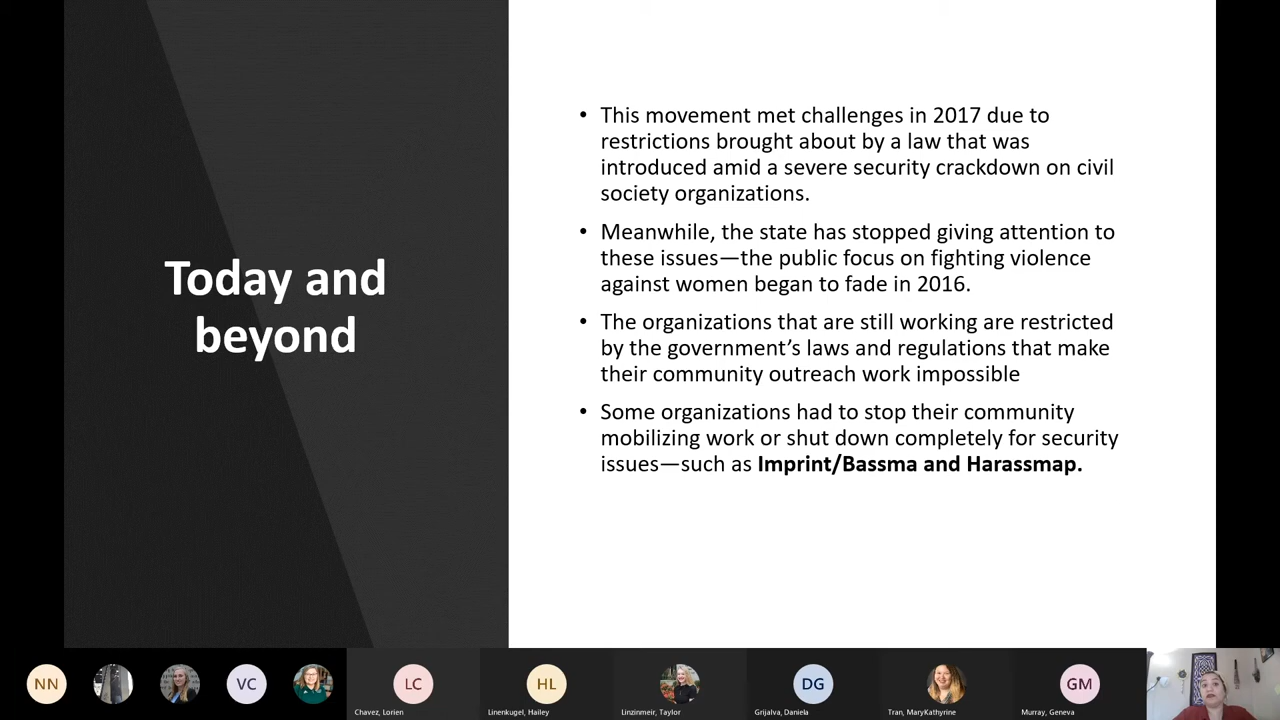 Today and
beyond
• This movement met challenges in 2017 due to
restrictions brought about by a law that was
introduced amid a severe security crackdown on civil
society organizations.
• Meanwhile, the state has stopped giving attention to
these issues—the public focus on fighting violence
against women began to fade in 2016.
• The organizations that are still working are restricted
by the government’s laws and regulations that make
their community outreach work impossible
• Some organizations had to stop their community
mobilizing work or shut down completely for security
issues—such as Imprint/Bassma and Harassmap.
NN
VC
LC
HL
DG
GM
Chavez, Lorien
Linenkugel, Hailey
Linzinmeir, Taylor
Grijalva, Daniela
Tran, MaryKathyrine
Murray, Geneva